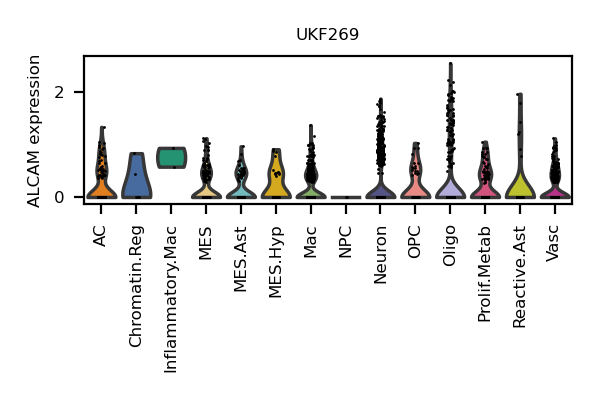 UKF269
ALCAM expression
2
0
AC
Chromatin.Reg
Inflammatory.Mac
MES
MES.Ast
MES.Hyp
Mac
NPC
Neuron
OPC
Oligo
Prolif.Metab
Reactive.Ast
Vasc